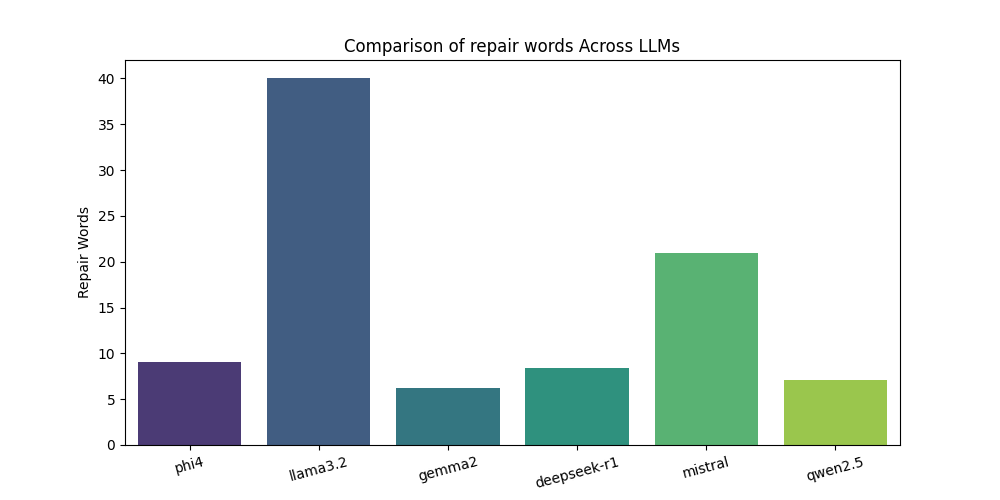 Comparison of repair words Across LLMs
Repair Words
40
35
30
25
20
15
10
5
0
phi4
llama3.2
gemma2
deepseek-r1
mistral
qwen2.5